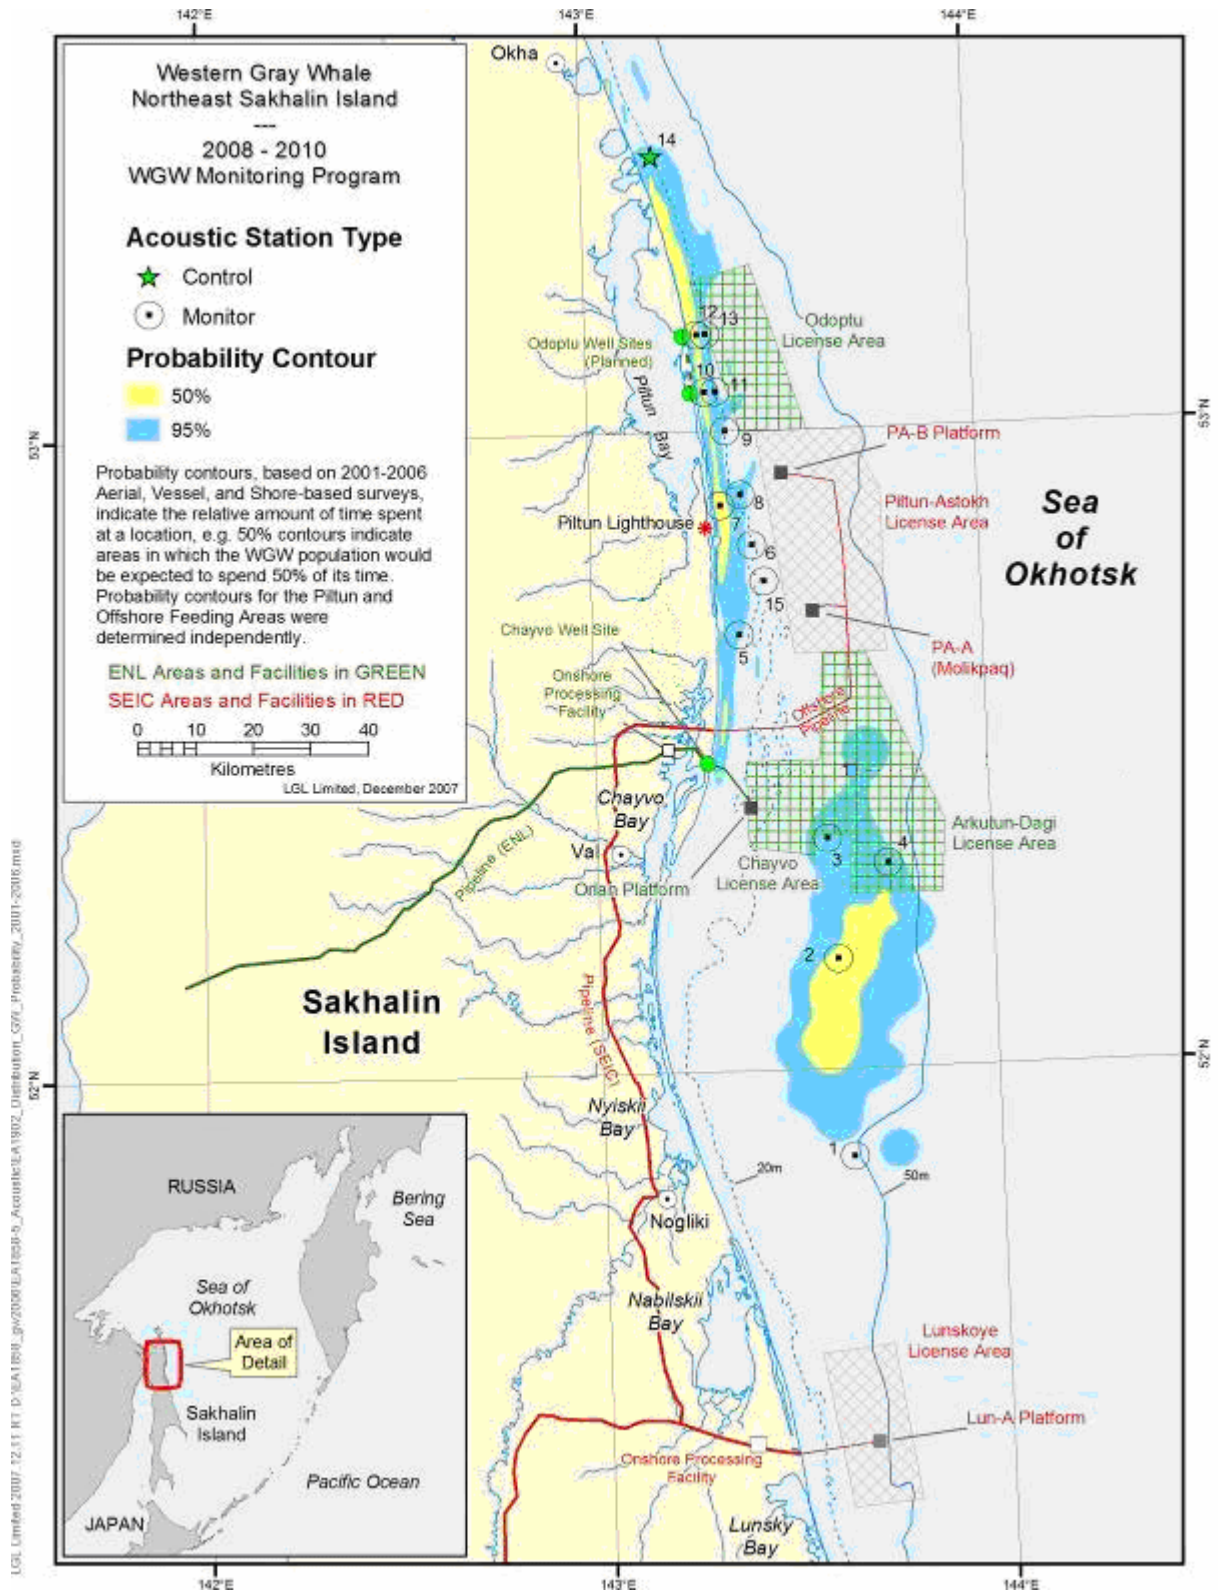 142°E
143°E
144°E
Western Gray Whale
Northeast Sakhalin Island
---
2008 - 2010
WGW Monitoring Program
Acoustic Station Type
Control
Monitor
Probability Contour
50%
95%
Probability contours, based on 2001-2006
Aerial, Vessel, and Shore-based surveys,
indicate the relative amount of time spent
at a location, e.g. 50% contours indicate
areas in which the WGW population would
be expected to spend 50% of its time.
Probability contours for the Piltun and
Offshore Feeding Areas were
determined independently.
ENL Areas and Facilities in GREEN
SEIC Areas and Facilities in RED
0 10 20 30 40
Kilometres
LGL Limited, December 2007
Okha
14
12
13
Odoptu
License Area
Odoptu Well Sites
(Planned)
10
11
Piltun Bay
9
53°N
53°N
PA-B Platform
8
Piltun-Astokh
License Area
Sea
of
Okhotsk
Piltun Lighthouse
7
6
15
Chayvo Well Site
5
PA-A
(Molikpaq)
Onshore
Processing
Facility
Offshore
Pipeline
Chayvo
Bay
Arkutun-Dagi
License Area
Pipeline (ENL)
Val
3
4
Chayvo
License Area
Orlan Platform
2
Sakhalin
Island
Pipeline (SEIC)
52°N
52°N
Nyiskii
Bay
1
20m
50m
Nogliki
Nabilskii
Bay
Lunskoye
License Area
Lun-A Platform
Onshore Processing
Facility
Lunsky
Bay
RUSSIA
Bering
Sea
Sea of
Okhotsk
Area of
Detail
Sakhalin
Island
Pacific Ocean
JAPAN
142°E
143°E
144°E